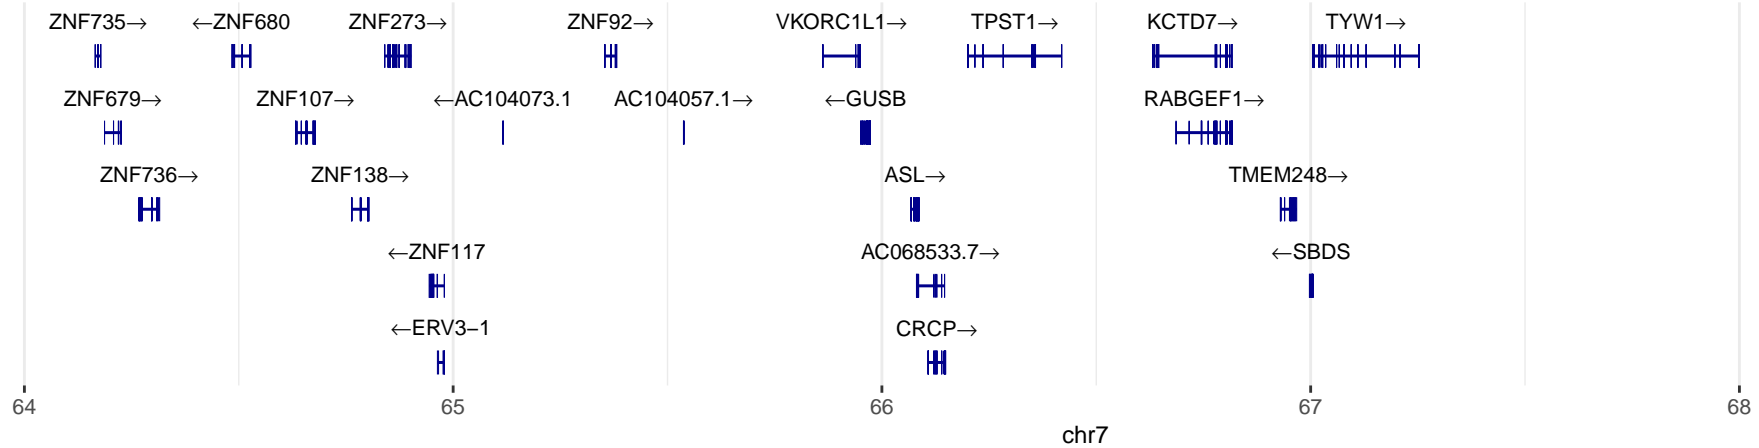 ZNF735→ ←ZNF680 ZNF273→ ZNF92→ VKORC1L1→ TPST1→ KCTD7→ TYW1→
ZNF679→ ZNF107→ ←AC104073.1 AC104057.1→ ←GUSB RABGEF1→
ZNF736→ ZNF138→ ASL→ TMEM248→
←ZNF117 AC068533.7→ ←SBDS
←ERV3−1 CRCP→
64 65 66 67 68
chr7